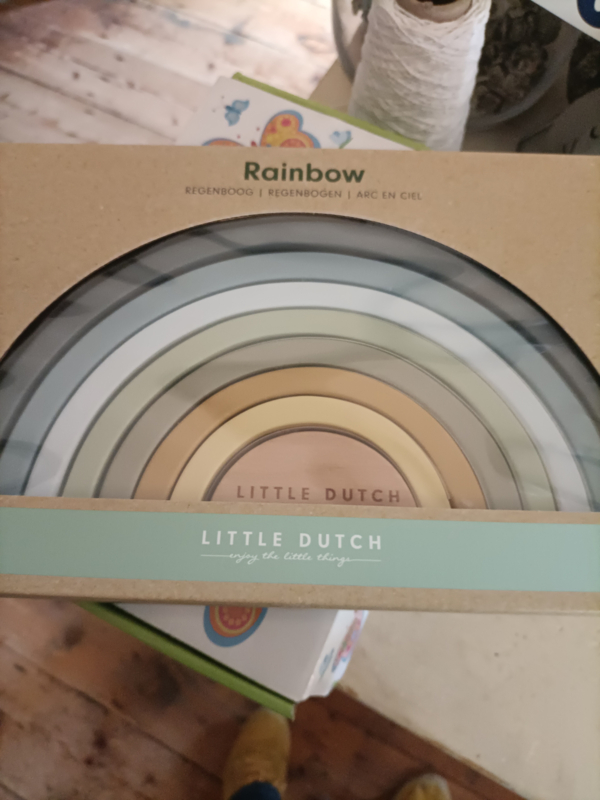 Rainbow
REGENBOOG | REGENBOGEN | ARC EN CIEL
LITTLE DUTCH
LITTLE DUTCH
enjoy the little things